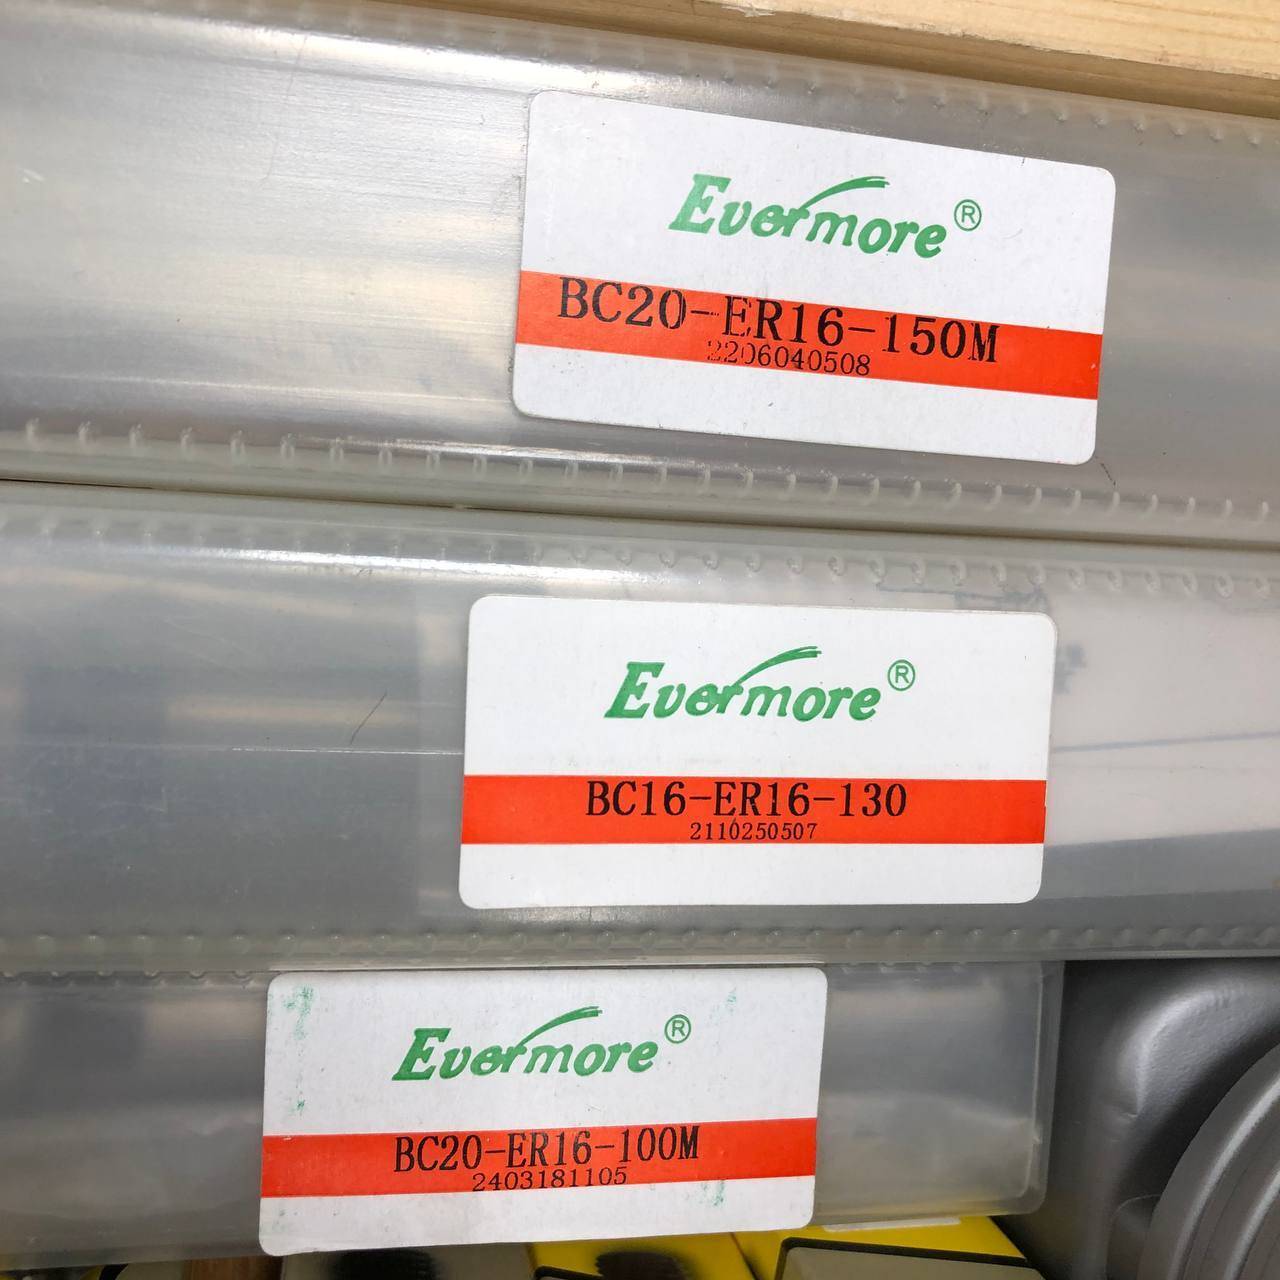 Evermore®
BC20-ER16-150M
2206040508
Evermore®
BC16-ER16-130
2110250507
Evermore®
BC20-ER16-100M
2403181105